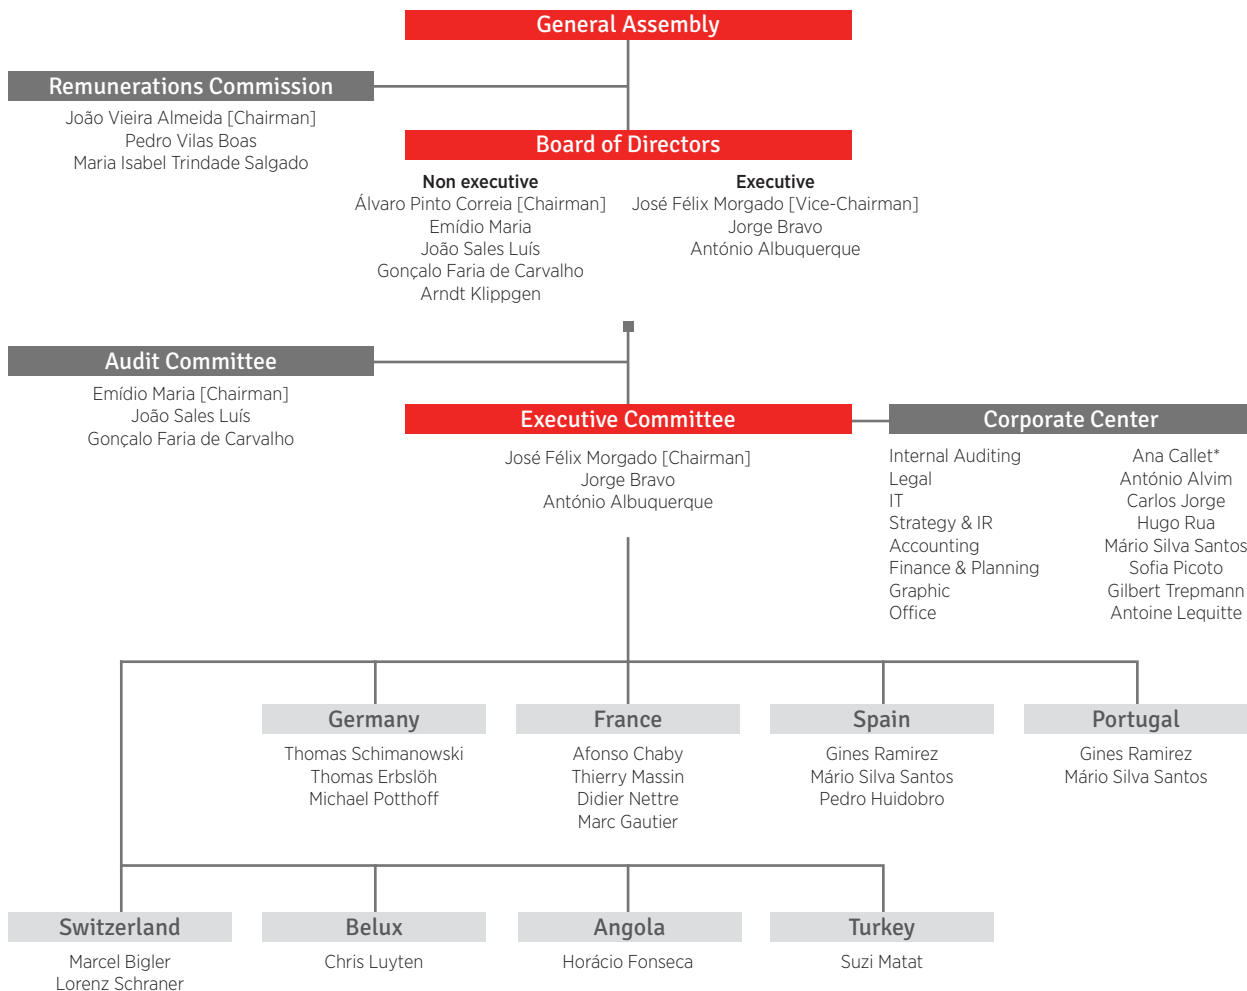 General Assembly
Remunerations Commission
João Vieira Almeida [Chairman]
Pedro Vilas Boas
Maria Isabel Trindade Salgado
Board of Directors
Non executive
Álvaro Pinto Correia [Chairman]
Emídio Maria
João Sales Luís
Gonçalo Faria de Carvalho
Arndt Klippgen
Executive
José Félix Morgado [Vice-Chairman]
Jorge Bravo
António Albuquerque
Audit Committee
Emídio Maria [Chairman]
João Sales Luís
Gonçalo Faria de Carvalho
Executive Committee
José Félix Morgado [Chairman]
Jorge Bravo
António Albuquerque
Corporate Center
Internal Auditing Ana Callet*
Legal António Alvim
IT Carlos Jorge
Strategy & IR Hugo Rua
Accounting Mário Silva Santos
Finance & Planning Sofia Picoto
Graphic Gilbert Trepmann
Office Antoine Lequitte
Germany
Thomas Schimanowski
Thomas Erbslöh
Michael Potthoff
France
Afonso Chaby
Thierry Massin
Didier Nettre
Marc Gautier
Spain
Gines Ramirez
Mário Silva Santos
Pedro Huidobro
Portugal
Gines Ramirez
Mário Silva Santos
Switzerland
Marcel Bigler
Lorenz Schraner
Belux
Chris Luyten
Angola
Horácio Fonseca
Turkey
Suzi Matat